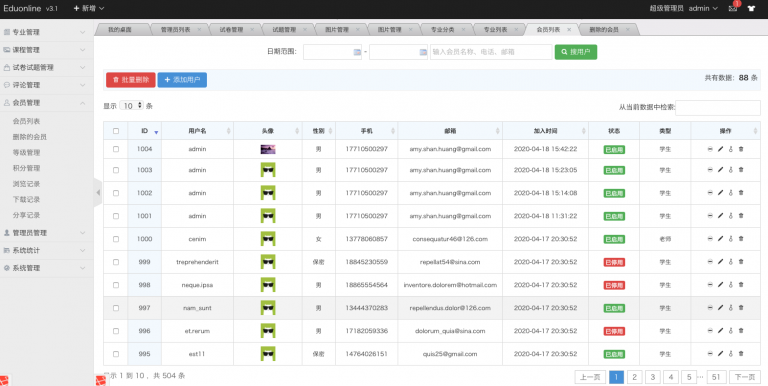 Eduonline v3.1 ✚ 新增 超级管理员 admin 1
我的桌面 管理员列表 试卷管理 试题管理 图片管理 图片管理 专业分类 专业列表 会员列表 删除的会员
专业管理
课程管理
试卷试题管理
评论管理
会员管理
会员列表
删除的会员
等级管理
积分管理
浏览记录
下载记录
分享记录
管理员管理
系统统计
系统管理
日期范围: - 输入会员名称、电话、邮箱 搜用户
批量删除 添加用户 共有数据：88 条
显示 10 条 从当前数据中检索:
ID 用户名 头像 性别 手机 邮箱 加入时间 状态 类型 操作
1004 admin 男 17710500297 amy.shan.huang@gmail.com 2020-04-18 15:42:22 已启用 学生
1003 admin 男 17710500297 amy.shan.huang@gmail.com 2020-04-18 15:23:05 已启用 学生
1002 admin 男 17710500297 amy.shan.huang@gmail.com 2020-04-18 15:14:08 已启用 学生
1001 admin 男 17710500297 amy.shan.huang@gmail.com 2020-04-18 11:31:22 已启用 学生
1000 cenim 女 13778060857 consequatur46@126.com 2020-04-17 20:30:52 已启用 老师
999 treprehenderit 保密 18845230559 repellat54@sina.com 2020-04-17 20:30:52 已停用 学生
998 neque.ipsa 男 18865554564 inventore.dolorem@hotmail.com 2020-04-17 20:30:52 已停用 学生
997 nam_sunt 男 13444370283 repellendus.dolor@126.com 2020-04-17 20:30:52 已启用 学生
996 et.rerum 男 17182059336 dolorum_quia@sina.com 2020-04-17 20:30:52 已停用 学生
995 est11 保密 14764026151 quis25@gmail.com 2020-04-17 20:30:52 已启用 学生
示 1 到 10 ，共 504 条 上一页 1 2 3 4 5 … 51 下一页